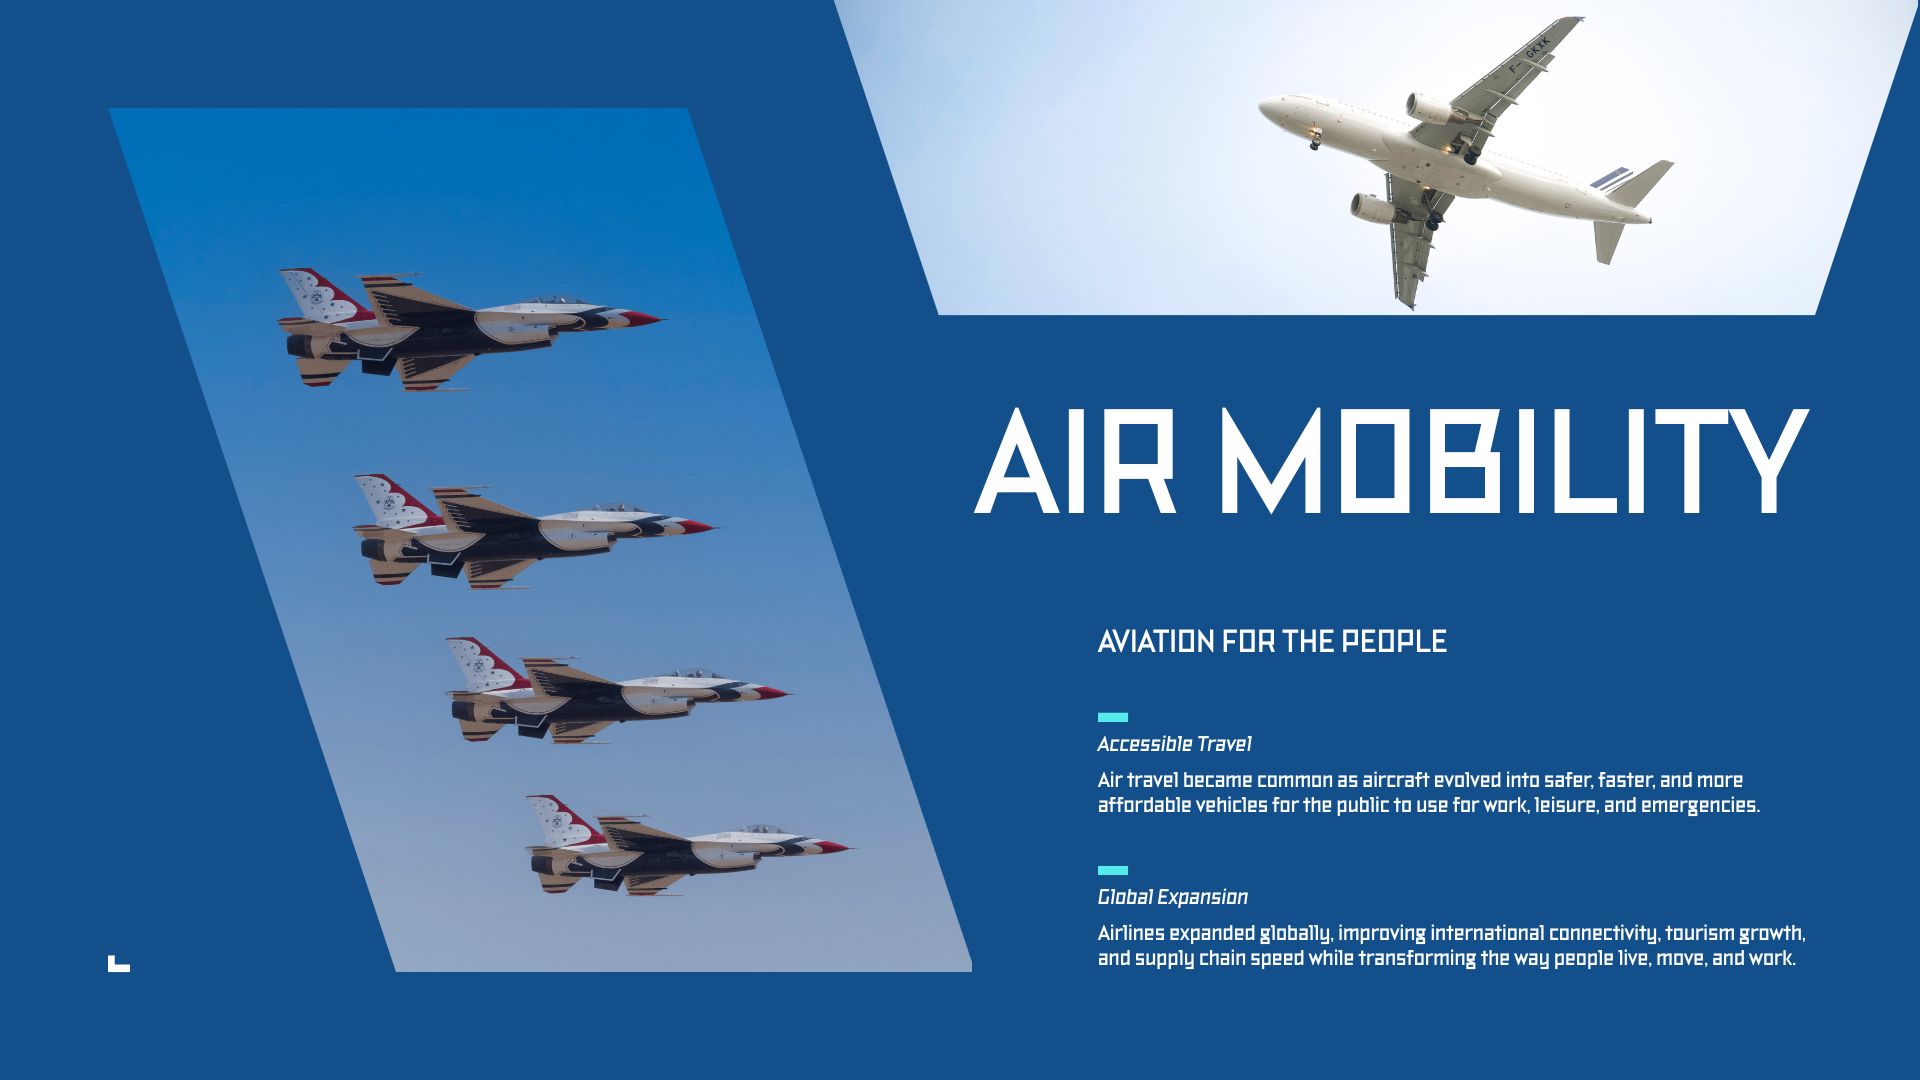 F-GKXK
AIR MOBILITY
AVIATION FOR THE PEOPLE
Accessible Travel
Air travel became common as aircraft evolved into safer, faster, and more
affordable vehicles for the public to use for work, leisure, and emergencies.
Global Expansion
Airlines expanded globally, improving international connectivity, tourism growth,
and supply chain speed while transforming the way people live, move, and work.